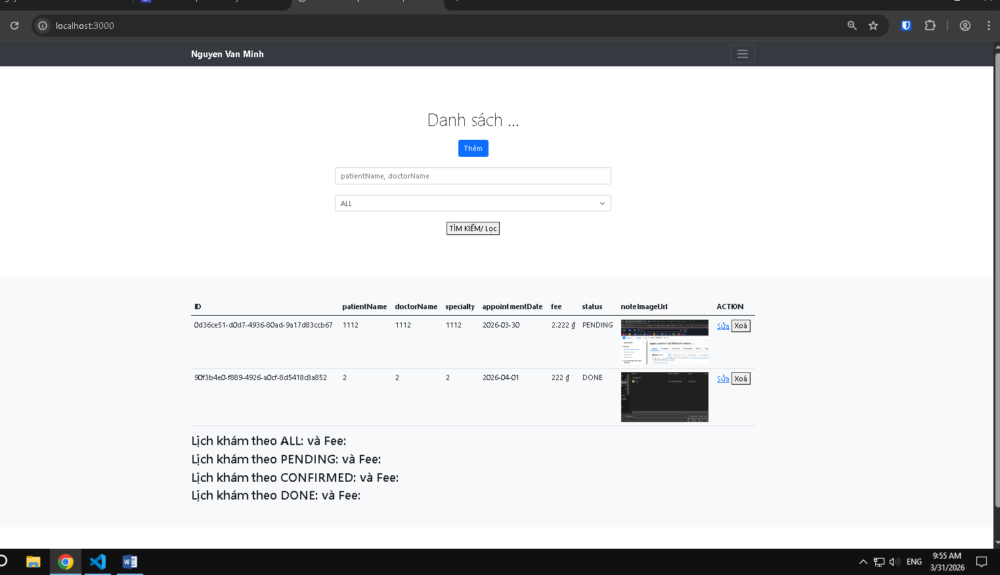 localhost:3000
Nguyen Van Minh
Danh sách ...
Thêm
patientName, doctorName
ALL
TÌM KIẾM/ Lọc
ID patientName doctorName specialty appointmentDate fee status noteImageUrl ACTION
0d36ce51-d0d7-4936-80ad-9a17d83ccb67 1112 1112 1112 2026-03-30 2.222 ₫ PENDING Sửa Xoá
90f3b4e0-f889-4926-a0cf-8d5418c8a852 2 2 2 2026-04-01 222 ₫ DONE Sửa Xoá
Lịch khám theo ALL: và Fee:
Lịch khám theo PENDING: và Fee:
Lịch khám theo CONFIRMED: và Fee:
Lịch khám theo DONE: và Fee:
ENG
9:55 AM
3/31/2026